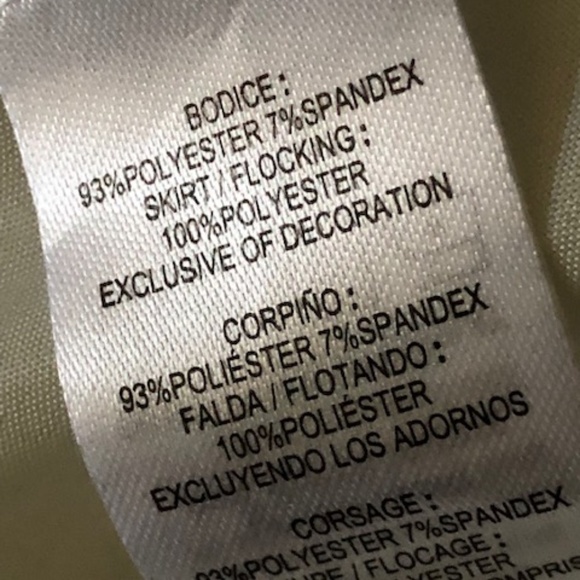 BODICE:
93%POLYESTER 7%SPANDEX
SKIRT / FLOCKING:
100%POLYESTER
EXCLUSIVE OF DECORATION
CORPIÑO:
93%POLIÉSTER 7%SPANDEX
FALDA / FLOTANDO:
100%POLIÉSTER
EXCLUYENDO LOS ADORNOS
CORSAGE:
93%POLYESTER 7%SPANDEX
/ FLOCAGE: